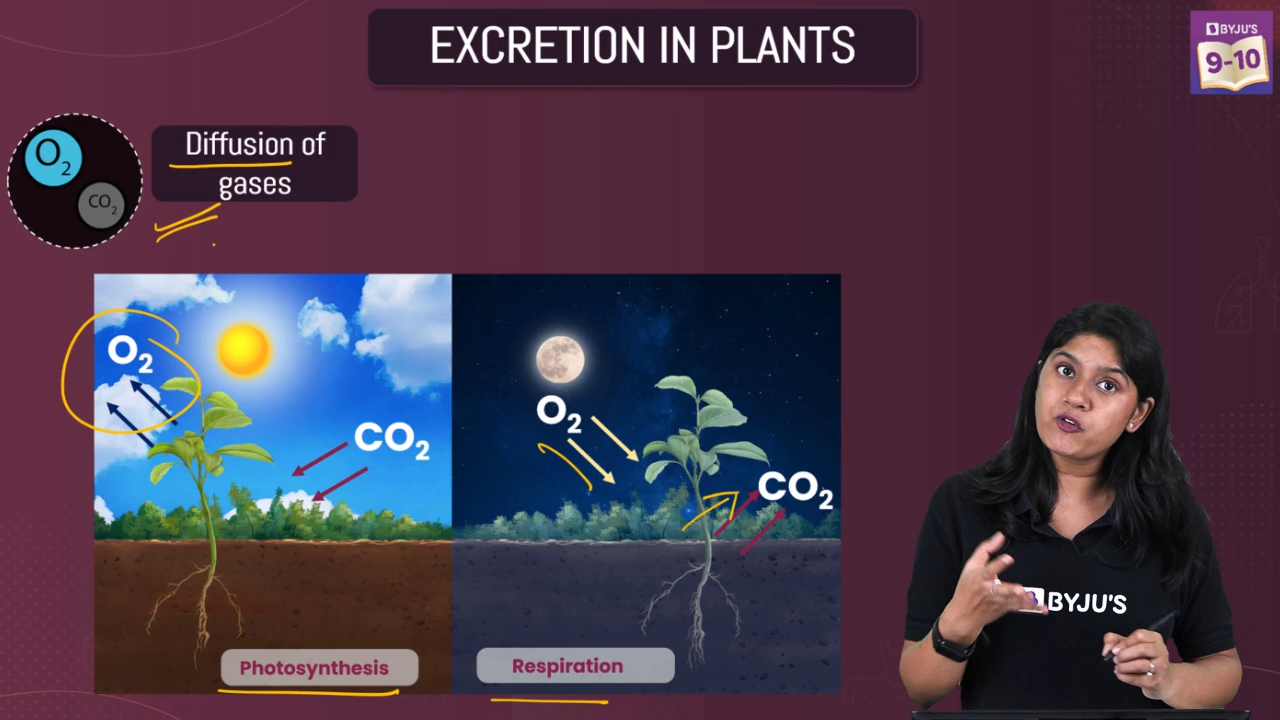 EXCRETION IN PLANTS
BYJU'S
9-10
O₂
CO₂
Diffusion of
gases
O₂
CO₂
O₂
CO₂
Photosynthesis
Respiration
BYJU'S